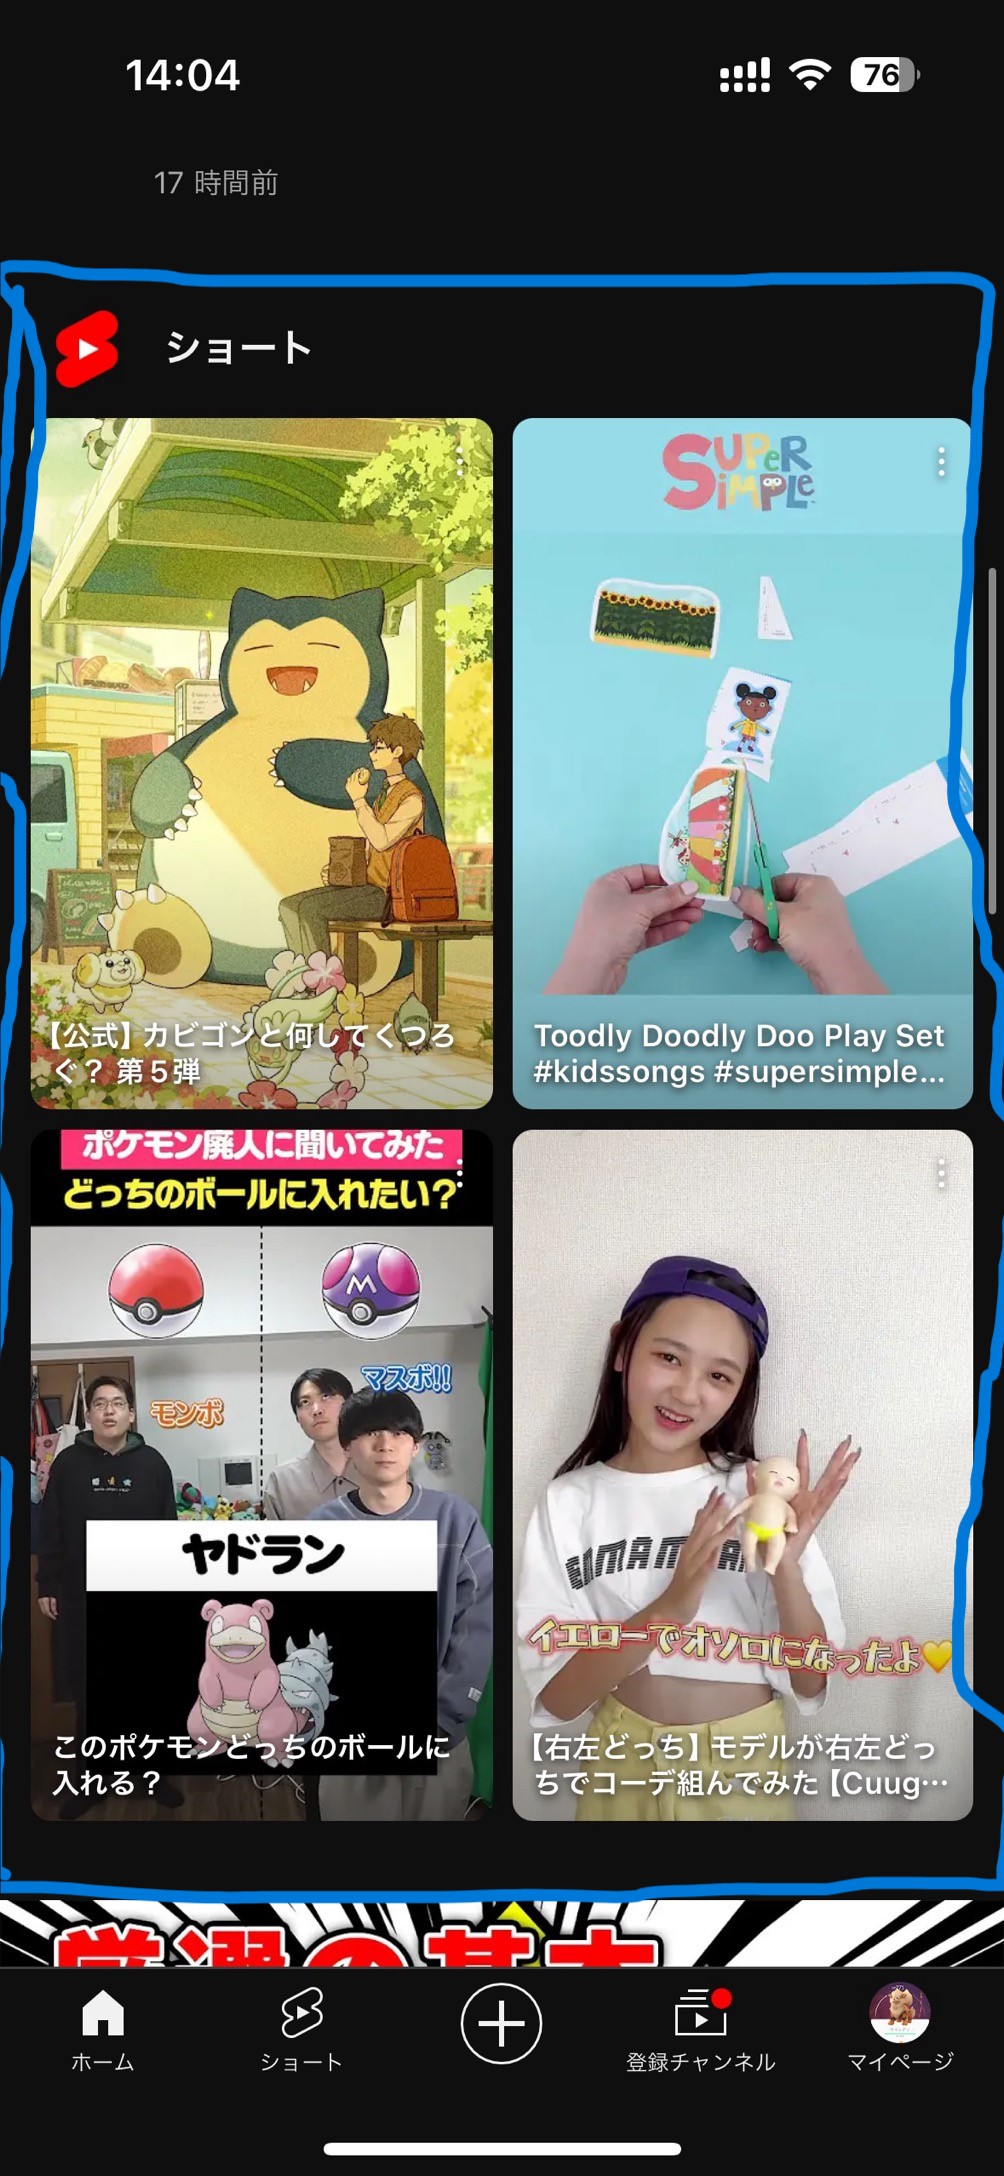 14:04
76
17 時間前
ショート
SUPER
SiMPLE
【公式】カビゴンと何してくつろ
ぐ？ 第５弾
Toodly Doodly Doo Play Set
#kidssongs #supersimple...
ポケモン廃人に聞いてみた
どっちのボールに入れたい？
M
マスボ!!
モンボ
ヤドラン
このポケモンどっちのボールに
入れる？
イエローでオソロになったよ💛
【右左どっち】モデルが右左どっ
ちでコーデ組んでみた【Cuug…
厳選の基本
ホーム
ショート
登録チャンネル
マイページ